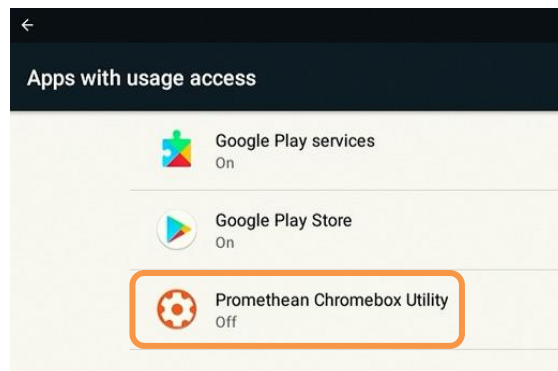 Apps with usage access
Google Play services
On
Google Play Store
On
Promethean Chromebox Utility
Off